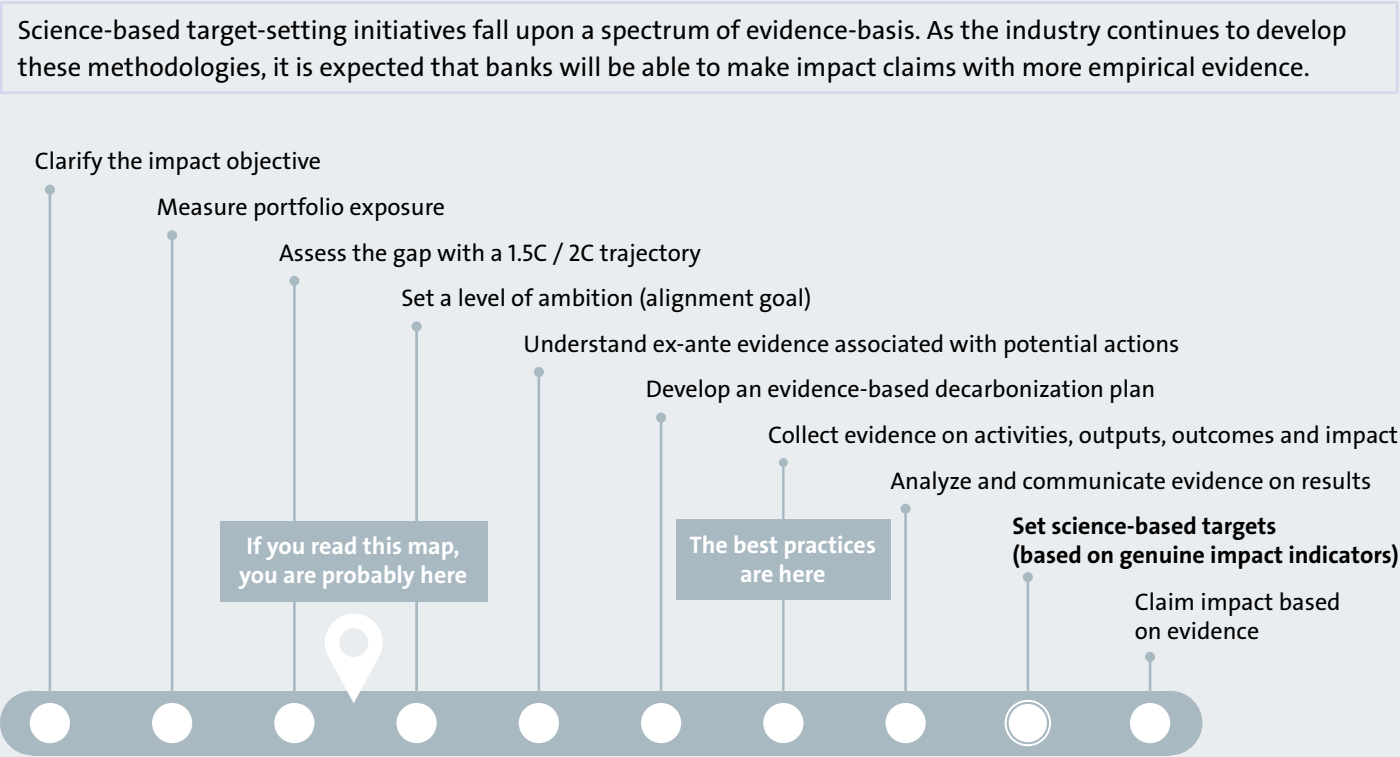 Science-based target-setting initiatives fall upon a spectrum of evidence-basis. As the industry continues to develop
these methodologies, it is expected that banks will be able to make impact claims with more empirical evidence.
Clarify the impact objective
Measure portfolio exposure
Assess the gap with a 1.5C / 2C trajectory
Set a level of ambition (alignment goal)
Understand ex-ante evidence associated with potential actions
Develop an evidence-based decarbonization plan
Collect evidence on activities, outputs, outcomes and impact
Analyze and communicate evidence on results
Set science-based targets
(based on genuine impact indicators)
If you read this map,
you are probably here
The best practices
are here
Claim impact based
on evidence